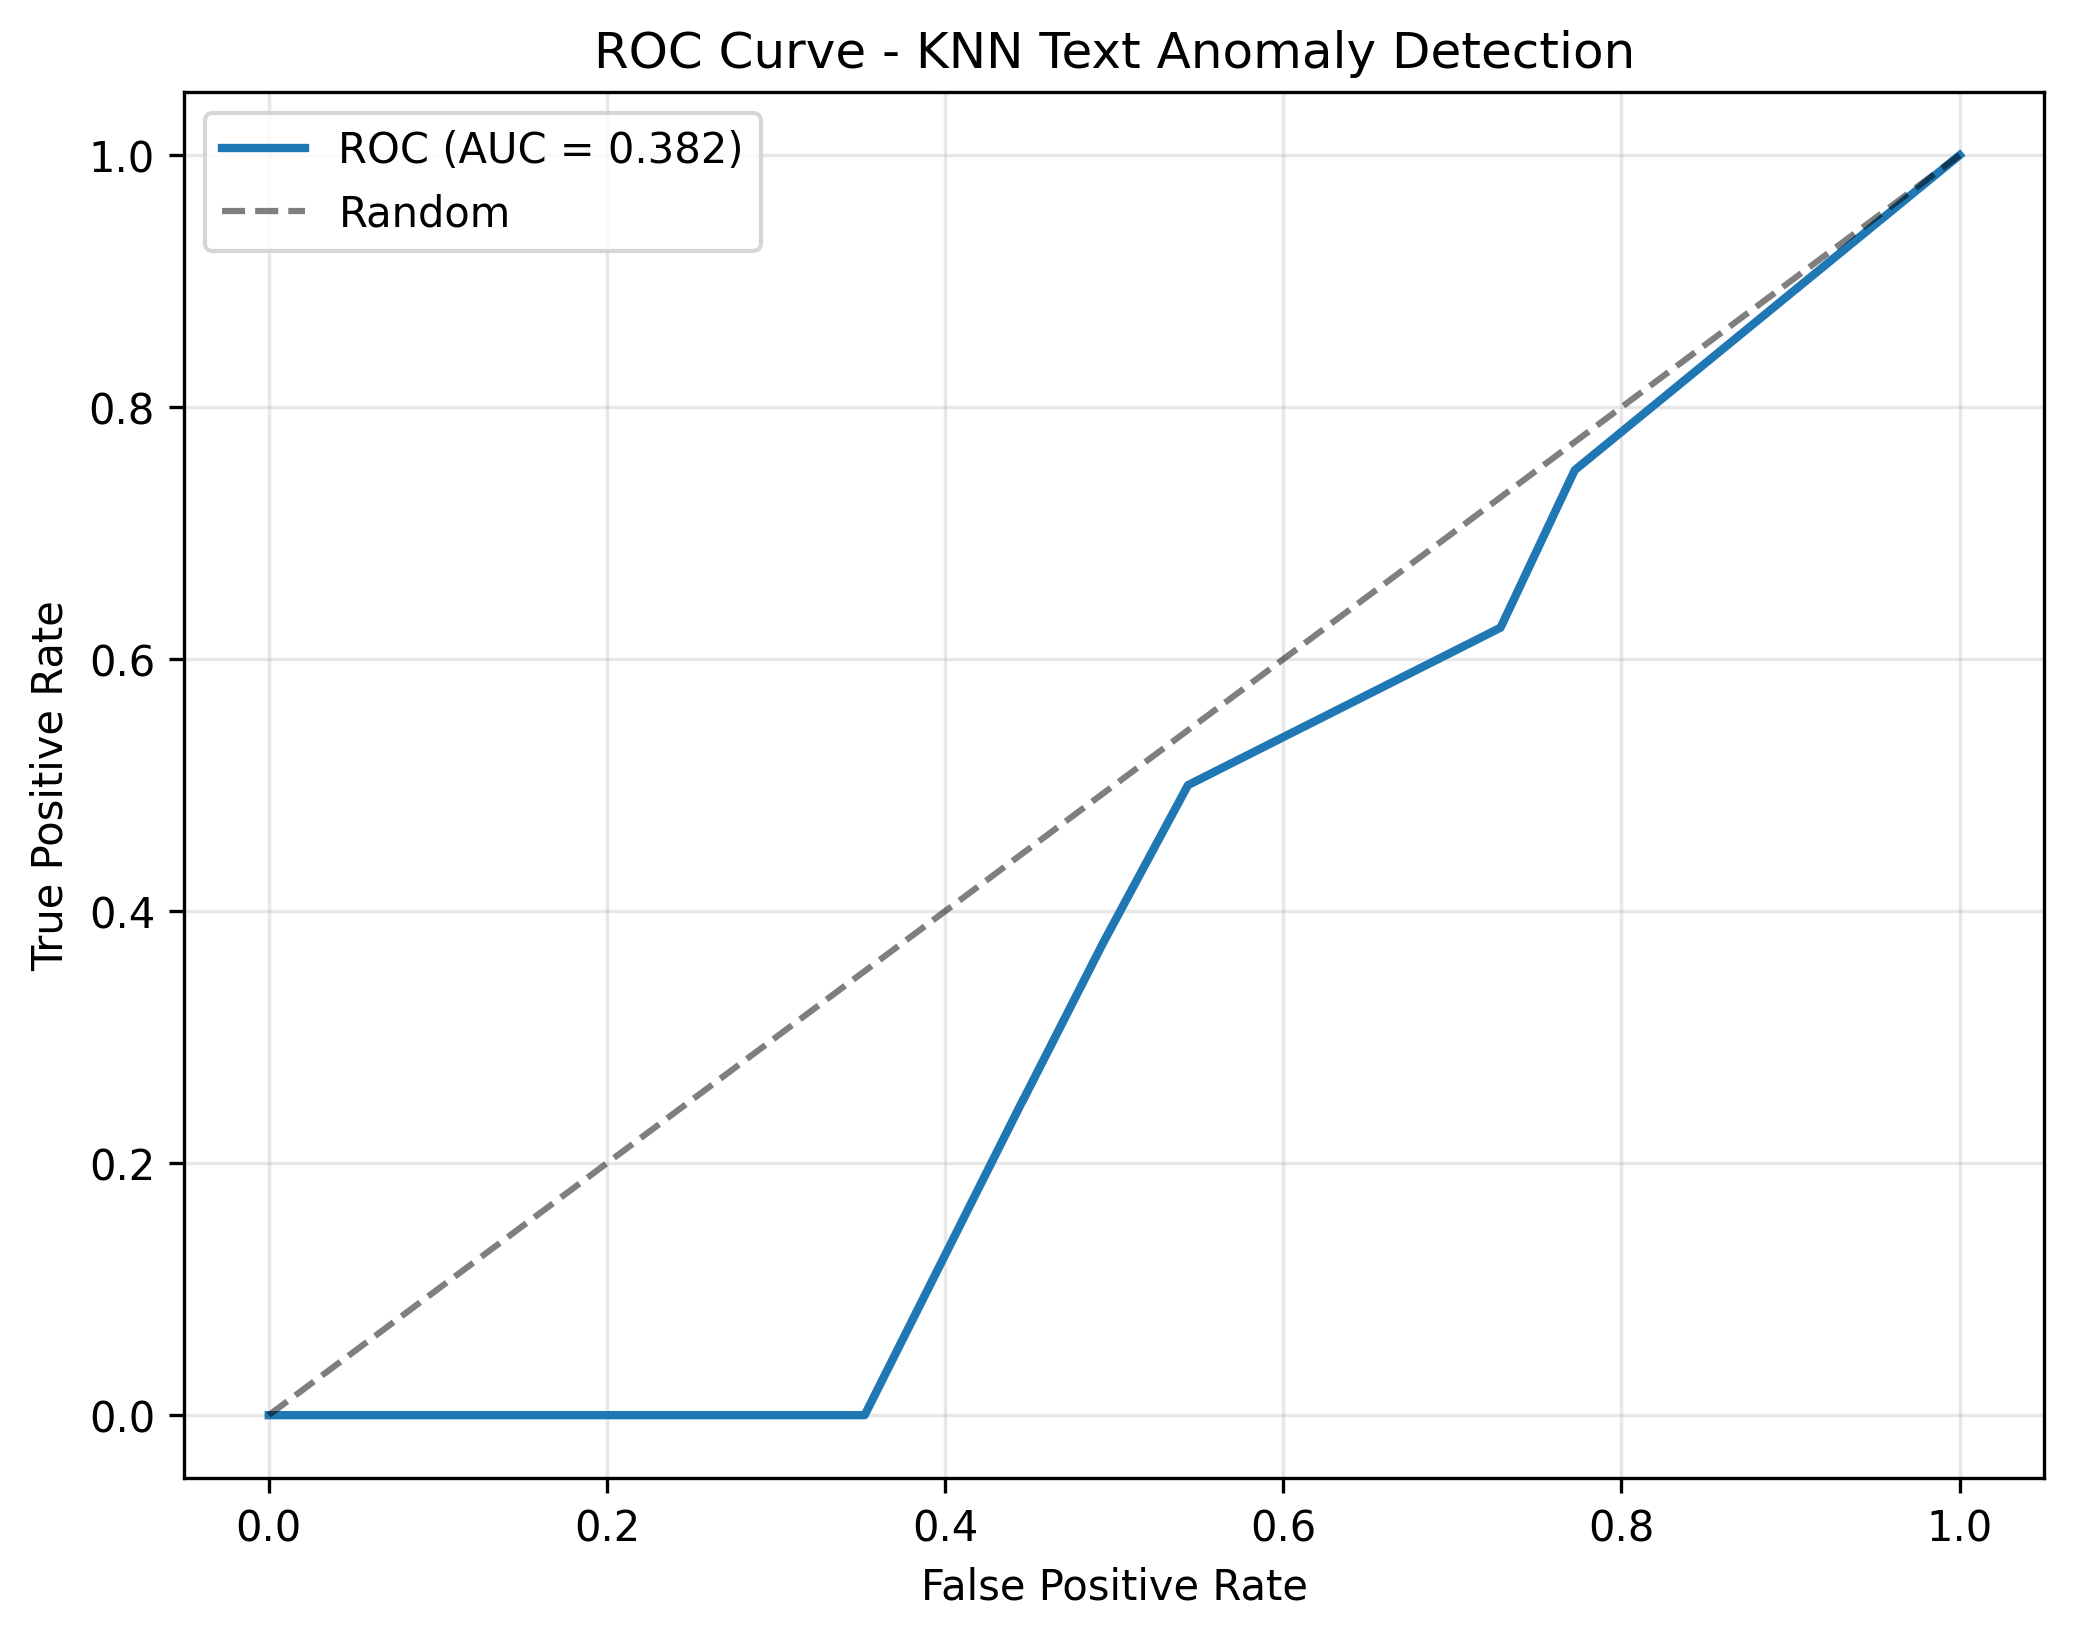 ROC Curve - KNN Text Anomaly Detection
ROC (AUC = 0.382)
Random
True Positive Rate
1.0
0.8
0.6
0.4
0.2
0.0
0.0 0.2 0.4 0.6 0.8 1.0
False Positive Rate